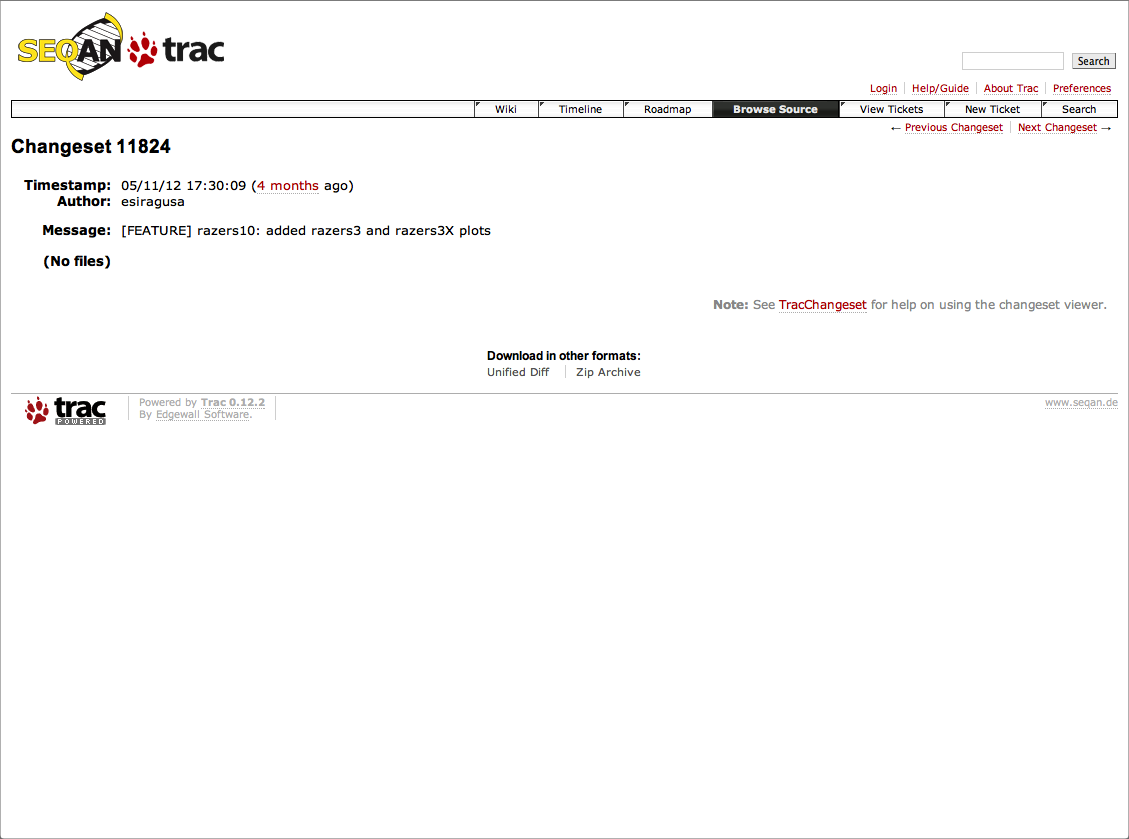 SEQAN trac
Search
Login Help/Guide About Trac Preferences
Wiki Timeline Roadmap Browse Source View Tickets New Ticket Search
← Previous Changeset Next Changeset →
Changeset 11824
Timestamp: 05/11/12 17:30:09 (4 months ago)
Author: esiragusa
Message: [FEATURE] razers10: added razers3 and razers3X plots
(No files)
Note: See TracChangeset for help on using the changeset viewer.
Download in other formats:
Unified Diff Zip Archive
trac
POWERED
Powered by Trac 0.12.2
By Edgewall Software.
www.seqan.de